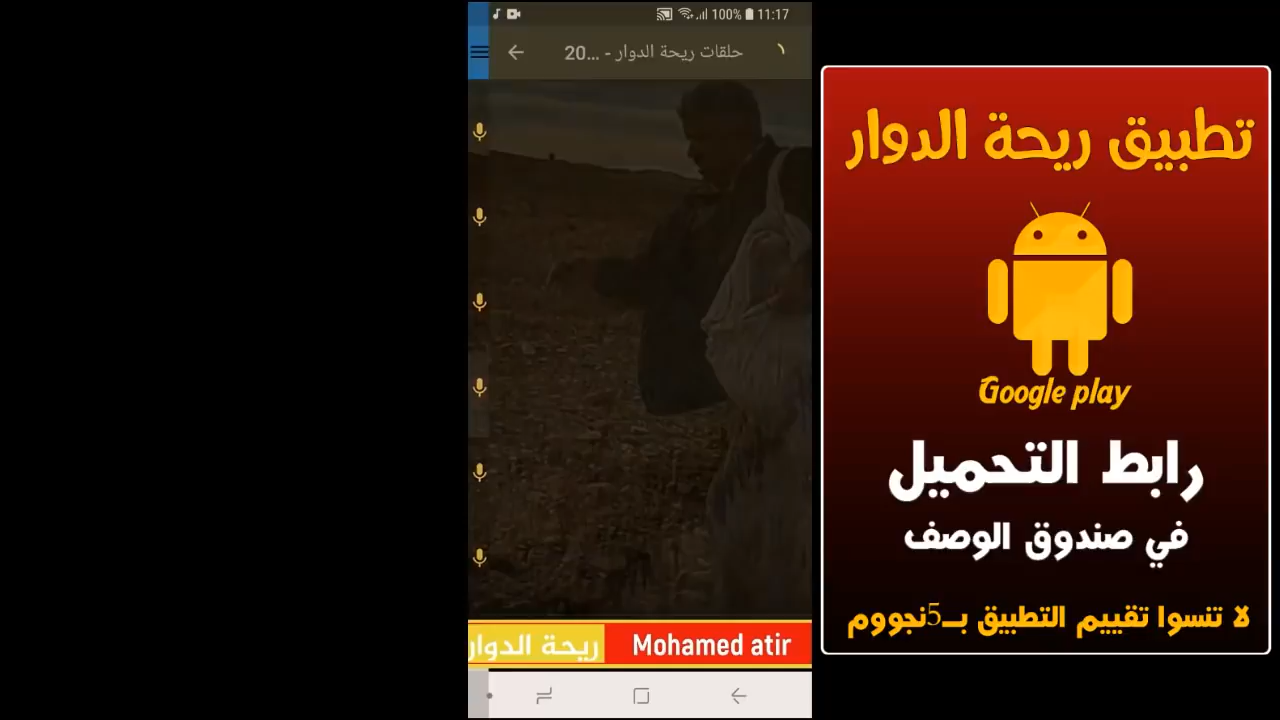 100% 11:17
حلقات ريحة الدوار - ...20
ريحة الدوار
Mohamed atir
تطبيق ريحة الدوار
Google play
رابط التحميل
في صندوق الوصف
لا تنسوا تقييم التطبيق بـ5نجووم